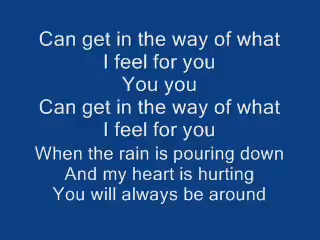 Can get in the way of what
I feel for you
You you
Can get in the way of what
I feel for you
When the rain is pouring down
And my heart is hurting
You will always be around